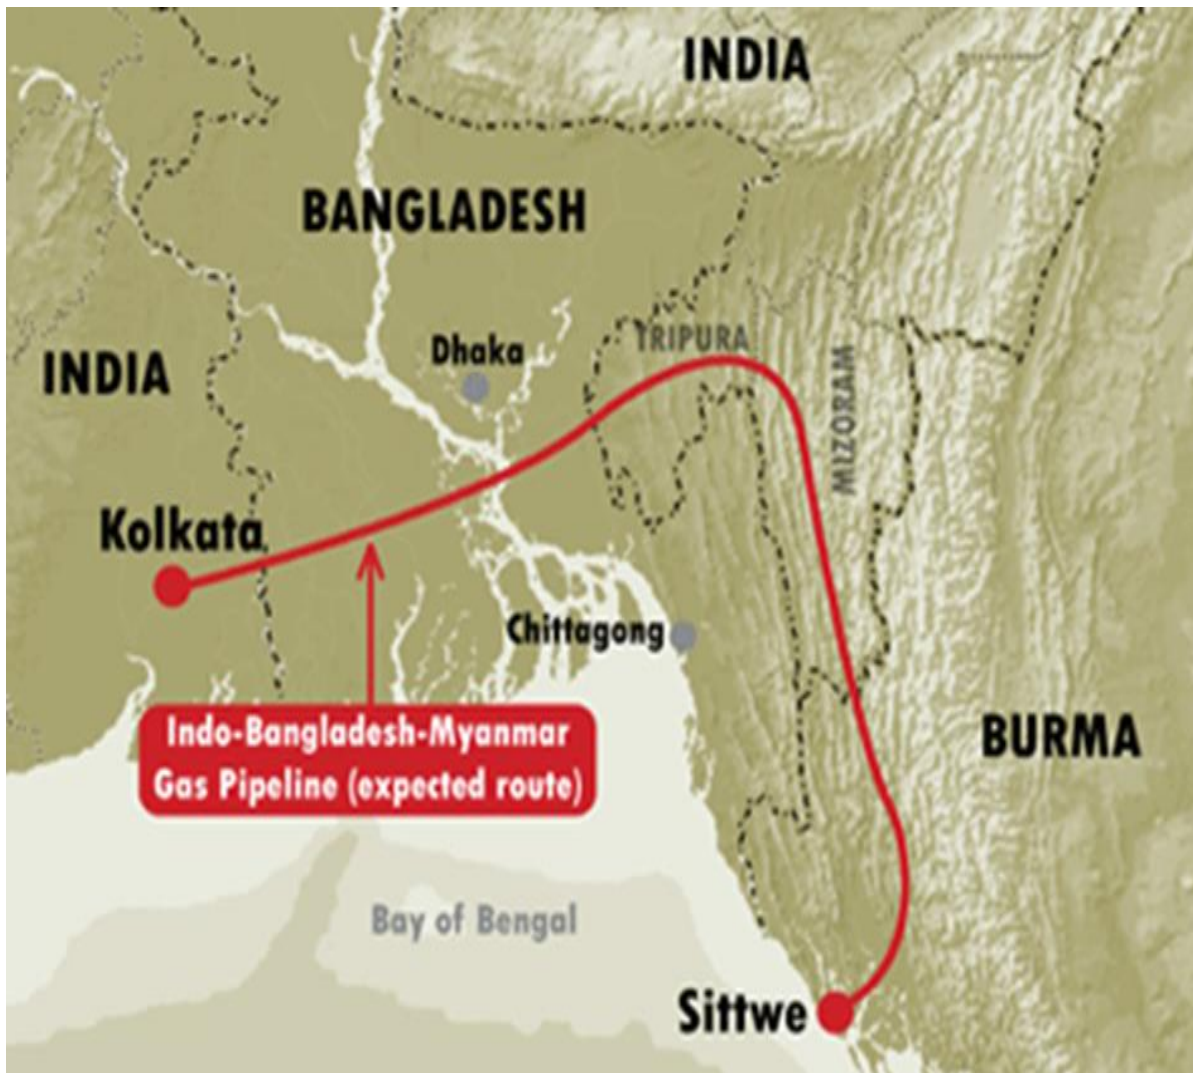 INDIA
BANGLADESH
TRIPURA
Dhaka
INDIA
MIZORAM
Kolkata
Chittagong
Indo-Bangladesh-Myanmar
Gas Pipeline (expected route)
BURMA
Bay of Bengal
Sittwe